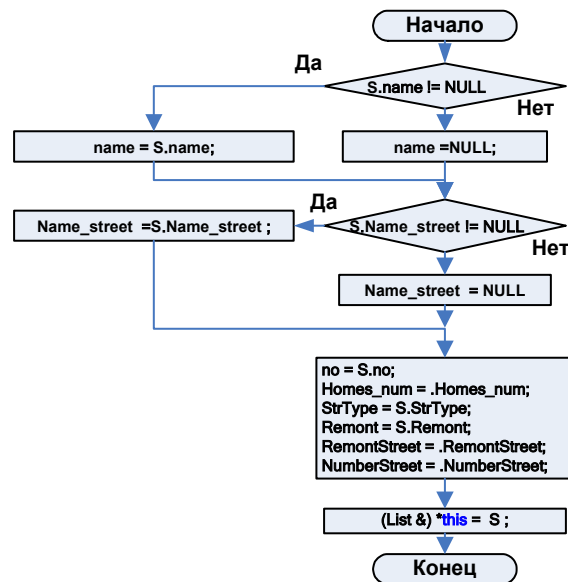 Начало
Да
S.name != NULL
Нет
name = S.name;
name =NULL;
Да
Name_street =S.Name_street ;
S.Name_street != NULL
Нет
Name_street = NULL
no = S.no;
Homes_num = .Homes_num;
StrType = S.StrType;
Remont = S.Remont;
RemontStreet = .RemontStreet;
NumberStreet = .NumberStreet;
(List &) *this = S ;
Конец